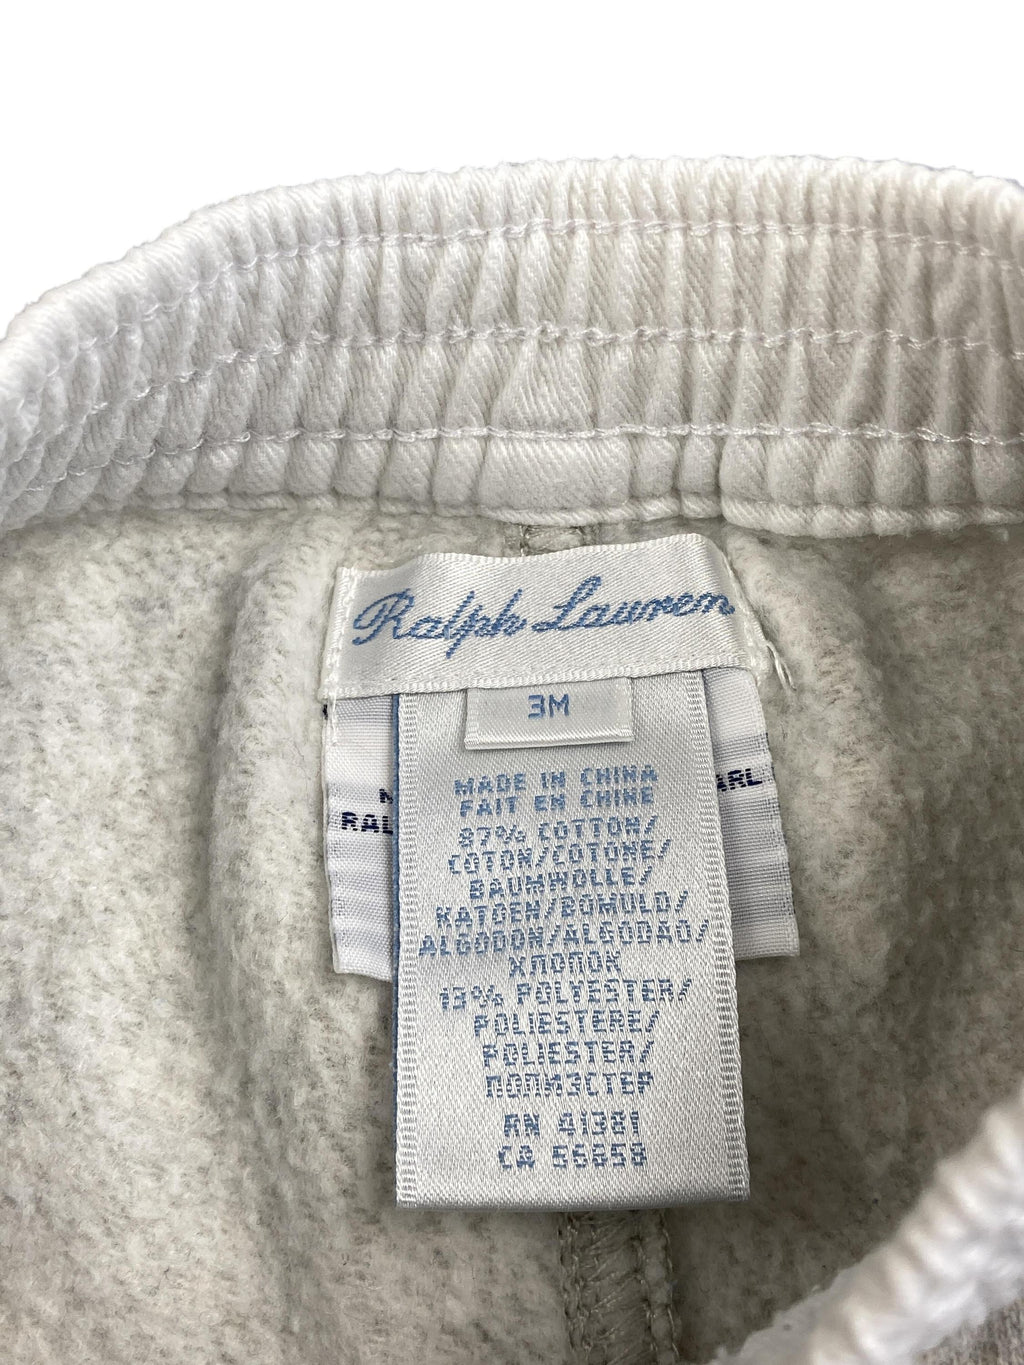 Ralph Lauren
3M
MADE IN CHINA
FAIT EN CHINE
87% COTTON/
COTON/COTONE/
BAUMWOLLE/
KATOEN/BOMULD/
ALGODON/ALGODAO/
ХЛОПОК
13% POLYESTER/
POLIESTERE/
POLIESTER/
ПОЛИЭСТЕР
RN 41381
CA 56858